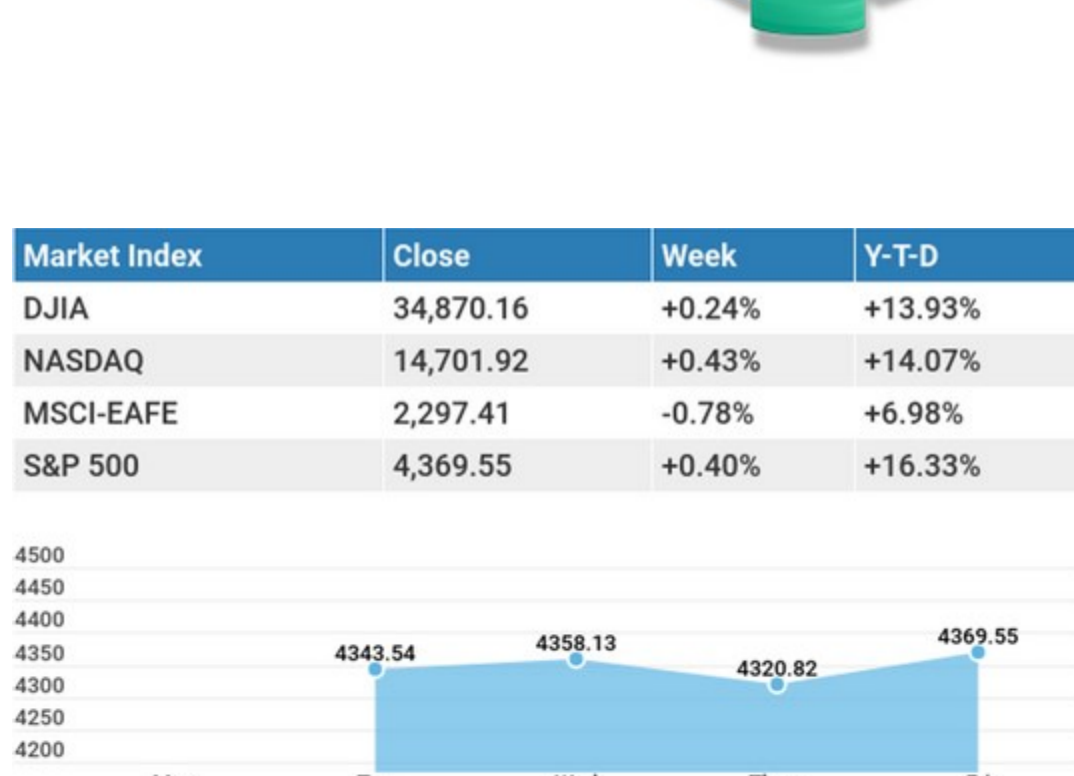 Market Index Close Week Y-T-D
DJIA 34,870.16 +0.24% +13.93%
NASDAQ 14,701.92 +0.43% +14.07%
MSCI-EAFE 2,297.41 -0.78% +6.98%
S&P 500 4,369.55 +0.40% +16.33%
4500
4450
4400
4350 4343.54 4358.13 4320.82 4369.55
4300
4250
4200